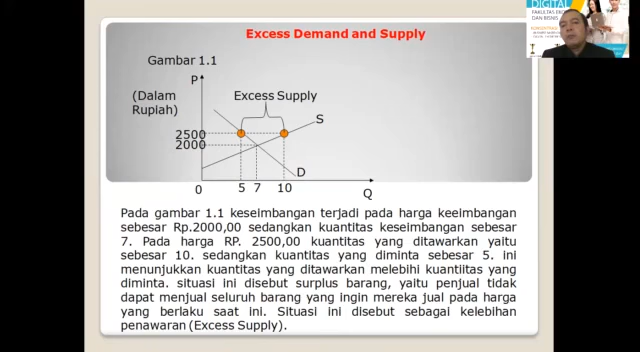 DIGITAL
FAKULTAS EKO
DAN BISNIS
Excess Demand and Supply
Gambar 1.1
P
(Dalam
Rupiah)
Excess Supply
S
2500
2000
D
0
5 7 10
Q
Pada gambar 1.1 keseimbangan terjadi pada harga keeimbangan
sebesar Rp.2000,00 sedangkan kuantitas keseimbangan sebesar
7. Pada harga RP. 2500,00 kuantitas yang ditawarkan yaitu
sebesar 10. sedangkan kuantitas yang diminta sebesar 5. ini
menunjukkan kuantitas yang ditawarkan melebihi kuantiitas yang
diminta. situasi ini disebut surplus barang, yaitu penjual tidak
dapat menjual seluruh barang yang ingin mereka jual pada harga
yang berlaku saat ini. Situasi ini disebut sebagai kelebihan
penawaran (Excess Supply).